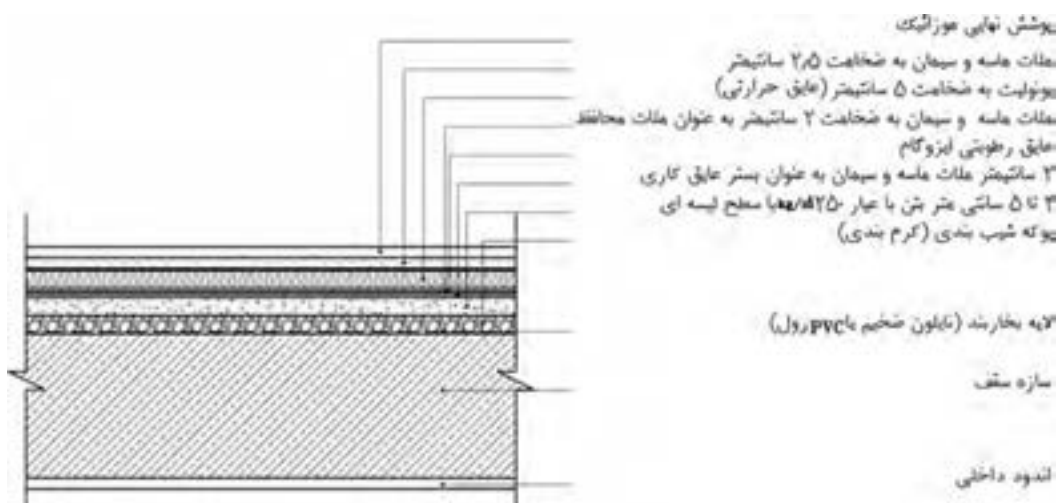 پوشش نهایی موزائیک
ملات ماسه و سیمان به ضخامت ۲٫۵ سانتیمتر
یونولیت به ضخامت ۵ سانتیمتر (عایق حرارتی)
ملات ماسه و سیمان به ضخامت ۲ سانتیمتر به عنوان ملات محافظ
عایق رطوبتی ایزوگام
۲ سانتیمتر ملات ماسه و سیمان به عنوان بستر عایق کاری
۳ تا ۵ سانتی متر بتن با عیار ۲۵۰ با سطح لیسه ای
پوکه شیب بندی (کرم بندی)
لایه بخاربند (نایلون ضخیم یا PVC رول)
سازه سقف
اندود داخلی